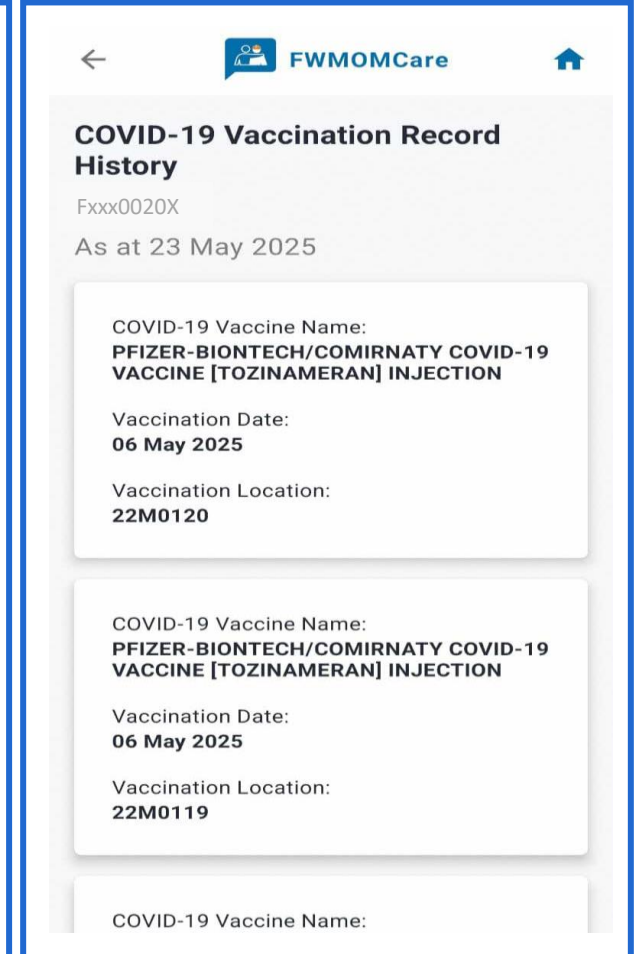 FWMOMCare
COVID-19 Vaccination Record
History
Fxxx0020X
As at 23 May 2025
COVID-19 Vaccine Name:
PFIZER-BIONTECH/COMIRNATY COVID-19
VACCINE [TOZINAMERAN] INJECTION
Vaccination Date:
06 May 2025
Vaccination Location:
22M0120
COVID-19 Vaccine Name:
PFIZER-BIONTECH/COMIRNATY COVID-19
VACCINE [TOZINAMERAN] INJECTION
Vaccination Date:
06 May 2025
Vaccination Location:
22M0119
COVID-19 Vaccine Name: